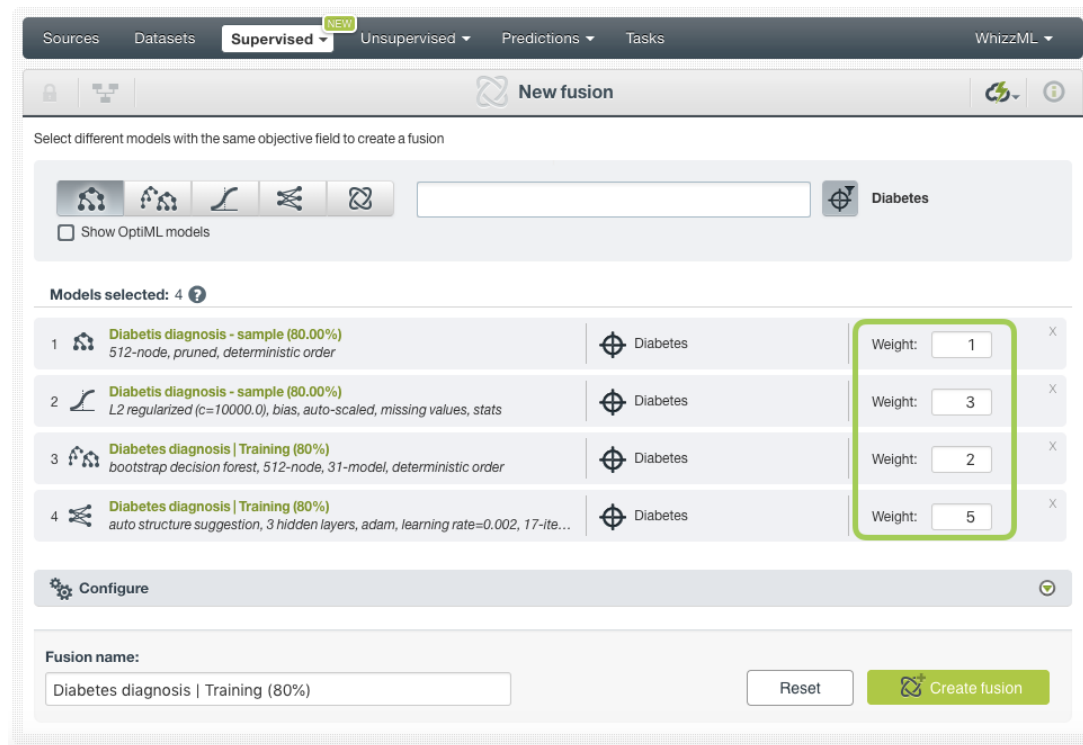 NEW
Sources Datasets Supervised Unsupervised Predictions Tasks WhizzML
New fusion
Select different models with the same objective field to create a fusion
Diabetes
Show OptiML models
Models selected: 4 ?
1 Diabetis diagnosis - sample (80.00%)
512-node, pruned, deterministic order
Diabetes Weight: 1 X
2 Diabetis diagnosis - sample (80.00%)
L2 regularized (c=10000.0), bias, auto-scaled, missing values, stats
Diabetes Weight: 3 X
3 Diabetes diagnosis | Training (80%)
bootstrap decision forest, 512-node, 31-model, deterministic order
Diabetes Weight: 2 X
4 Diabetes diagnosis | Training (80%)
auto structure suggestion, 3 hidden layers, adam, learning rate=0.002, 17-ite...
Diabetes Weight: 5 X
Configure
Fusion name:
Diabetes diagnosis | Training (80%)
Reset Create fusion